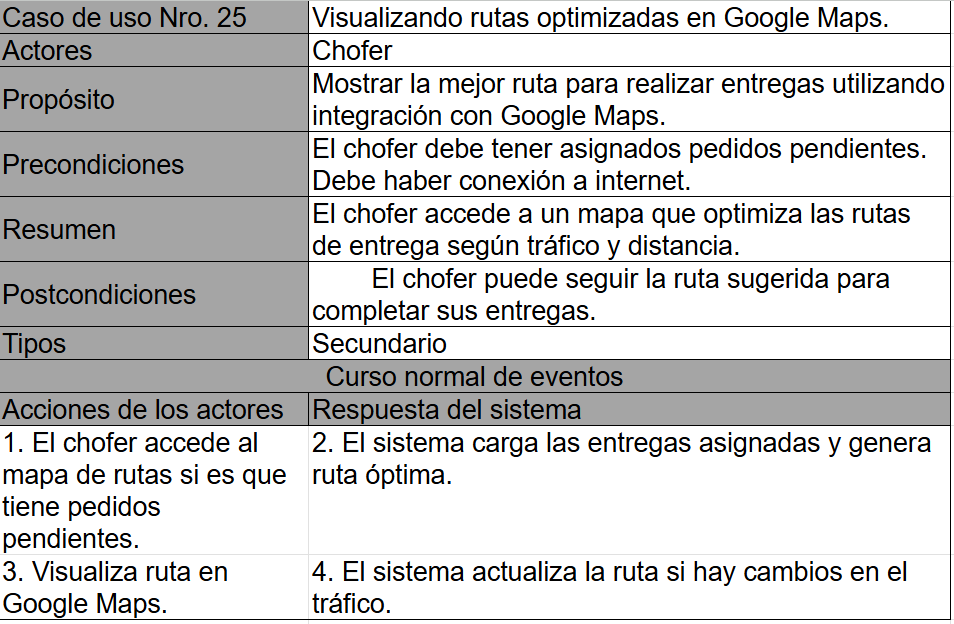 Caso de uso Nro. 25
Visualizando rutas optimizadas en Google Maps.
Actores
Chofer
Propósito
Mostrar la mejor ruta para realizar entregas utilizando
integración con Google Maps.
Precondiciones
El chofer debe tener asignados pedidos pendientes.
Debe haber conexión a internet.
Resumen
El chofer accede a un mapa que optimiza las rutas
de entrega según tráfico y distancia.
Postcondiciones
El chofer puede seguir la ruta sugerida para
completar sus entregas.
Tipos
Secundario
Curso normal de eventos
Acciones de los actores
Respuesta del sistema
1. El chofer accede al
mapa de rutas si es que
tiene pedidos
pendientes.
2. El sistema carga las entregas asignadas y genera
ruta óptima.
3. Visualiza ruta en
Google Maps.
4. El sistema actualiza la ruta si hay cambios en el
tráfico.